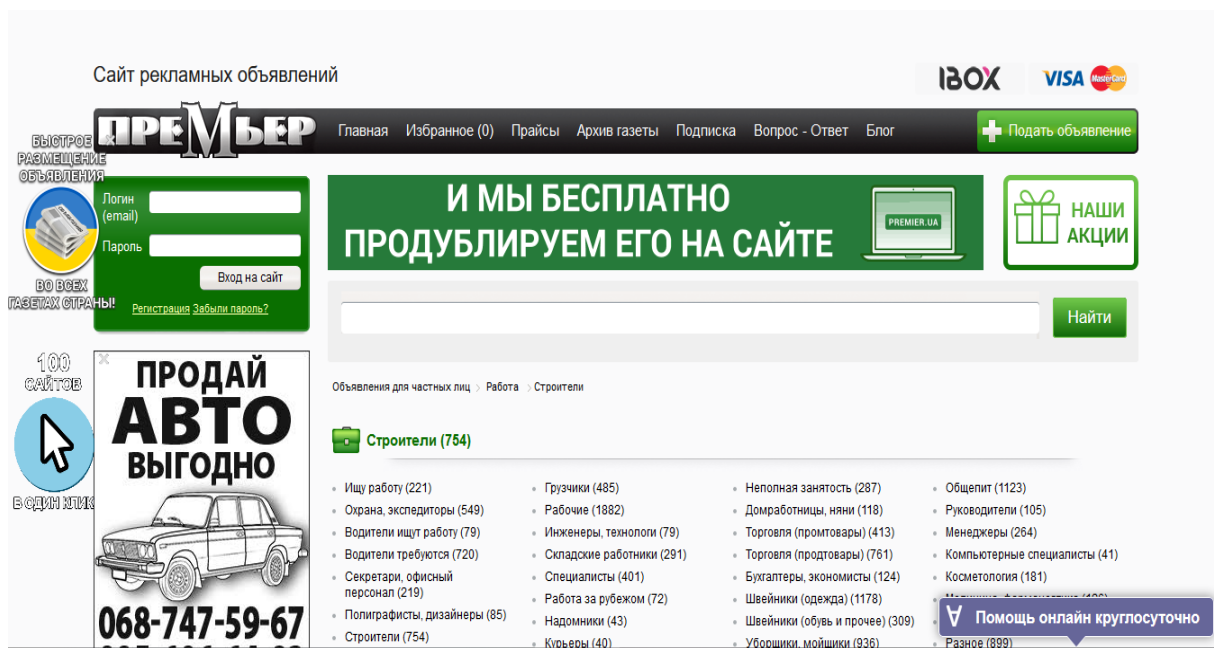 Сайт рекламных объявлений
IBOX
VISA MasterCard
ПРЕМЬЕР
Главная Избранное (0) Прайсы Архив газеты Подписка Вопрос - Ответ Блог
Подать объявление
БЫСТРОЕ
РАЗМЕЩЕНИЕ
ОБЪЯВЛЕНИЯ
ВО ВСЕХ
ГАЗЕТАХ СТРАНЫ!
Логин
(email)
Пароль
Вход на сайт
Регистрация Забыли пароль?
И МЫ БЕСПЛАТНО
ПРОДУБЛИРУЕМ ЕГО НА САЙТЕ
PREMIER.UA
НАШИ
АКЦИИ
Найти
100
САЙТОВ
В ОДИН КЛИК
ПРОДАЙ
АВТО
ВЫГОДНО
068-747-59-67
Объявления для частных лиц > Работа > Строители
Строители (754)
Ищу работу (221)
Охрана, экспедиторы (549)
Водители ищут работу (79)
Водители требуются (720)
Секретари, офисный
персонал (219)
Полиграфисты, дизайнеры (85)
Строители (754)
Грузчики (485)
Рабочие (1882)
Инженеры, технологи (79)
Складские работники (291)
Специалисты (401)
Работа за рубежом (72)
Надомники (43)
Курьеры (40)
Неполная занятость (287)
Домработницы, няни (118)
Торговля (промтовары) (413)
Торговля (продтовары) (761)
Бухгалтеры, экономисты (124)
Швейники (одежда) (1178)
Швейники (обувь и прочее) (309)
Уборщики, мойщики (936)
Общепит (1123)
Руководители (105)
Менеджеры (264)
Компьютерные специалисты (41)
Косметология (181)
Разное (899)
Помощь онлайн круглосуточно